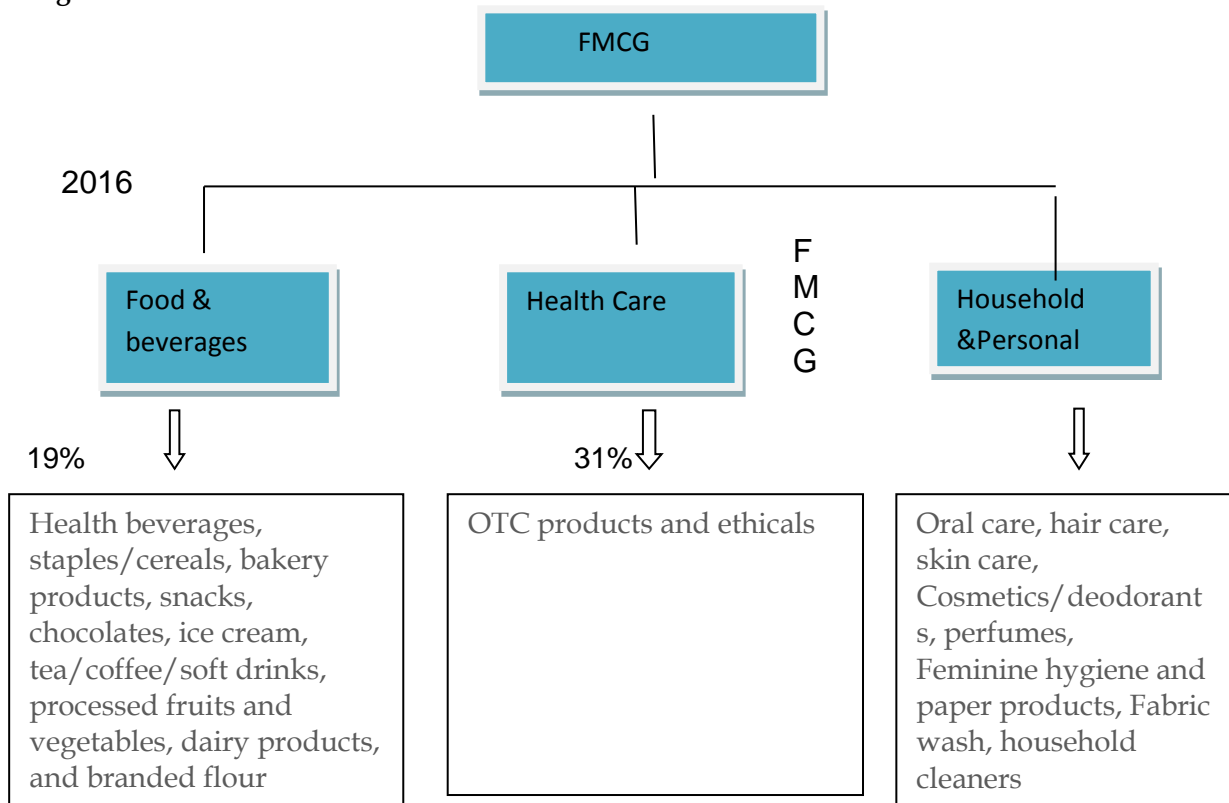 FMCG
2016
F
M
C
G
Food &
beverages
Health Care
Household
&Personal
19%
31%
Health beverages,
staples/cereals, bakery
products, snacks,
chocolates, ice cream,
tea/coffee/soft drinks,
processed fruits and
vegetables, dairy products,
and branded flour
OTC products and ethicals
Oral care, hair care,
skin care,
Cosmetics/deodorant
s, perfumes,
Feminine hygiene and
paper products, Fabric
wash, household
cleaners